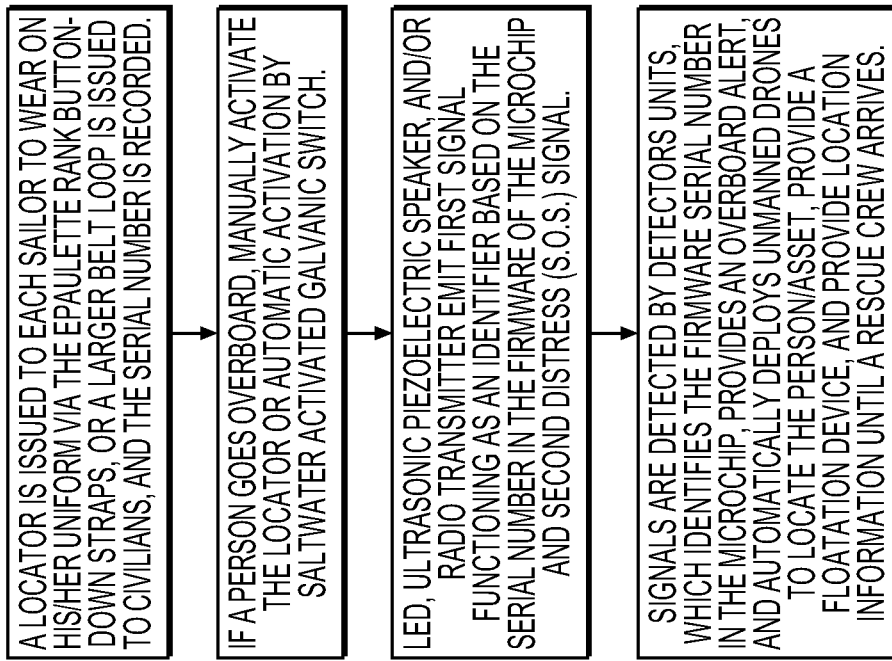 A LOCATOR IS ISSUED TO EACH SAILOR TO WEAR ON
HIS/HER UNIFORM VIA THE EPAULETTE RANK BUTTON-
DOWN STRAPS, OR A LARGER BELT LOOP IS ISSUED
TO CIVILIANS, AND THE SERIAL NUMBER IS RECORDED.
IF A PERSON GOES OVERBOARD, MANUALLY ACTIVATE
THE LOCATOR OR AUTOMATIC ACTIVATION BY
SALTWATER ACTIVATED GALVANIC SWITCH.
LED, ULTRASONIC PIEZOELECTRIC SPEAKER, AND/OR
RADIO TRANSMITTER EMIT FIRST SIGNAL
FUNCTIONING AS AN IDENTIFIER BASED ON THE
SERIAL NUMBER IN THE FIRMWARE OF THE MICROCHIP
AND SECOND DISTRESS (S.O.S.) SIGNAL.
SIGNALS ARE DETECTED BY DETECTORS UNITS,
WHICH IDENTIFIES THE FIRMWARE SERIAL NUMBER
IN THE MICROCHIP, PROVIDES AN OVERBOARD ALERT,
AND AUTOMATICALLY DEPLOYS UNMANNED DRONES
TO LOCATE THE PERSON/ASSET, PROVIDE A
FLOATATION DEVICE, AND PROVIDE LOCATION
INFORMATION UNTIL A RESCUE CREW ARRIVES.